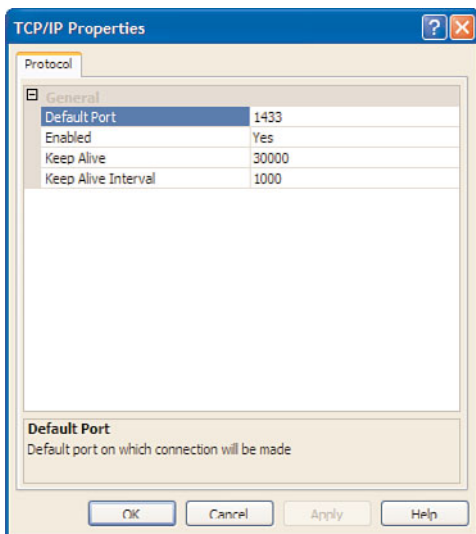 TCP/IP Properties
Protocol
General
Default Port 1433
Enabled Yes
Keep Alive 30000
Keep Alive Interval 1000
Default Port
Default port on which connection will be made
OK Cancel Apply Help